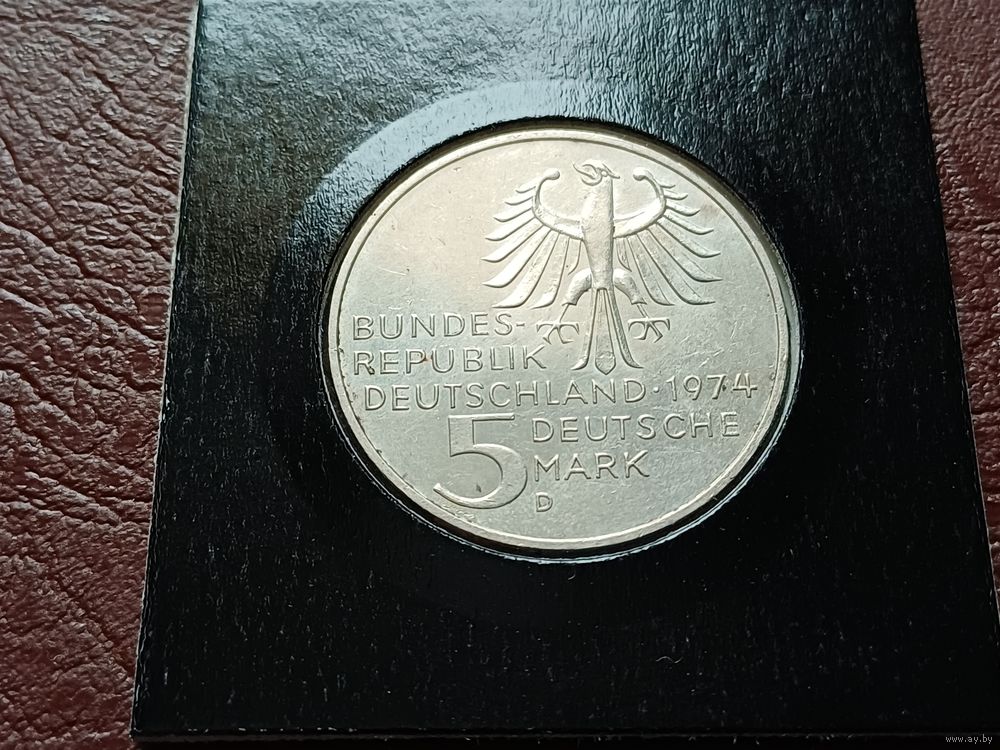 BUNDES-
REPUBLIK
DEUTSCHLAND · 1974
5 DEUTSCHE
MARK
D
www.ay.by